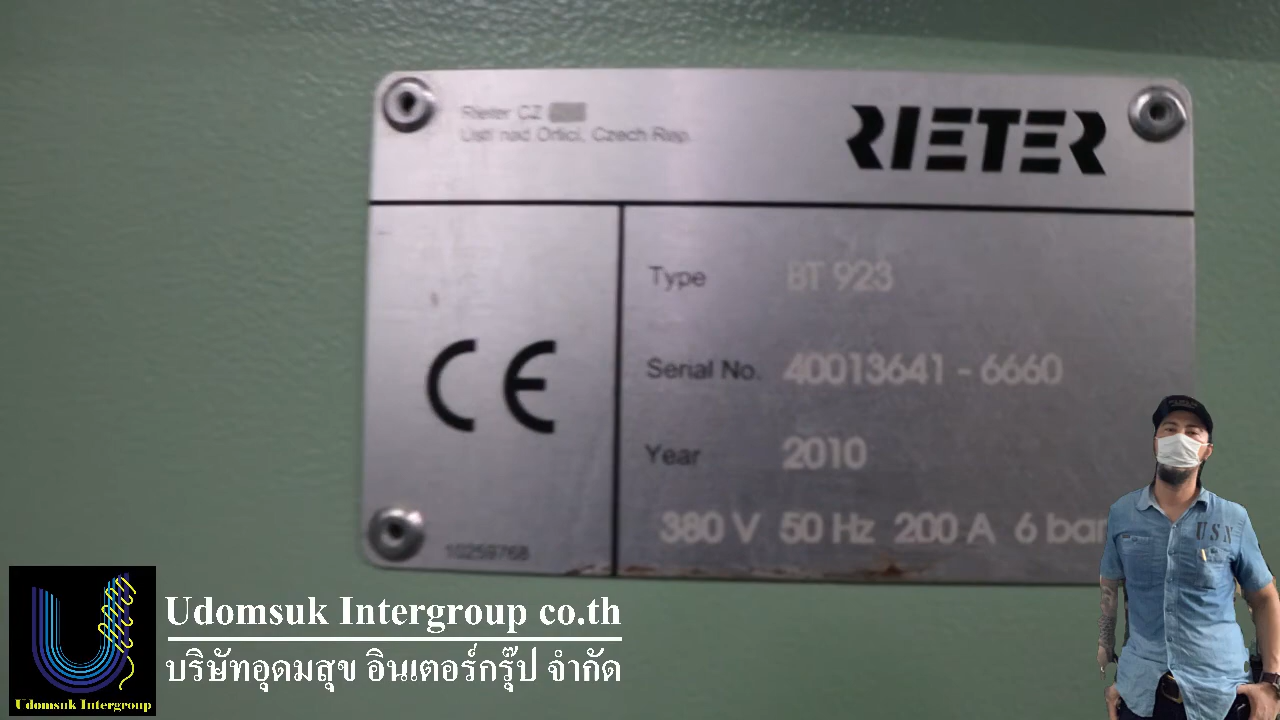 Rieter CZ
Usti nad Orlici, Czech Rep.
RIETER
Type BT 923
Serial No. 40013641 - 6660
Year 2010
380 V 50 Hz 200 A 6 bar
CE
10259768
USN
Udomsuk Intergroup co.th
บริษัทอุดมสุข อินเตอร์กรุ๊ป จำกัด
Udomsuk Intergroup